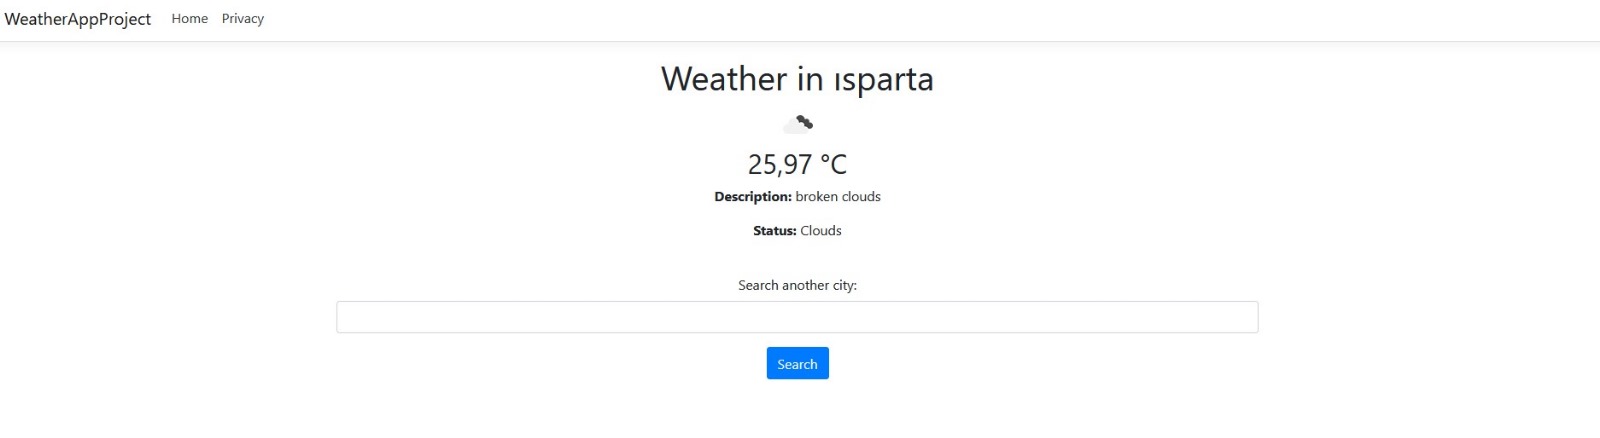 WeatherAppProject Home Privacy
Weather in ısparta
25,97 °C
Description: broken clouds
Status: Clouds
Search another city:
Search